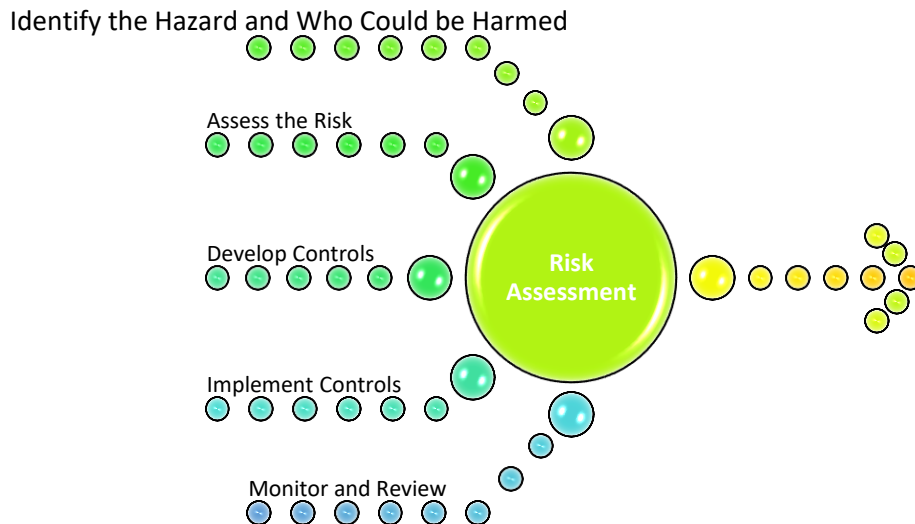 Identify the Hazard and Who Could be Harmed
Assess the Risk
Develop Controls
Risk
Assessment
Implement Controls
Monitor and Review